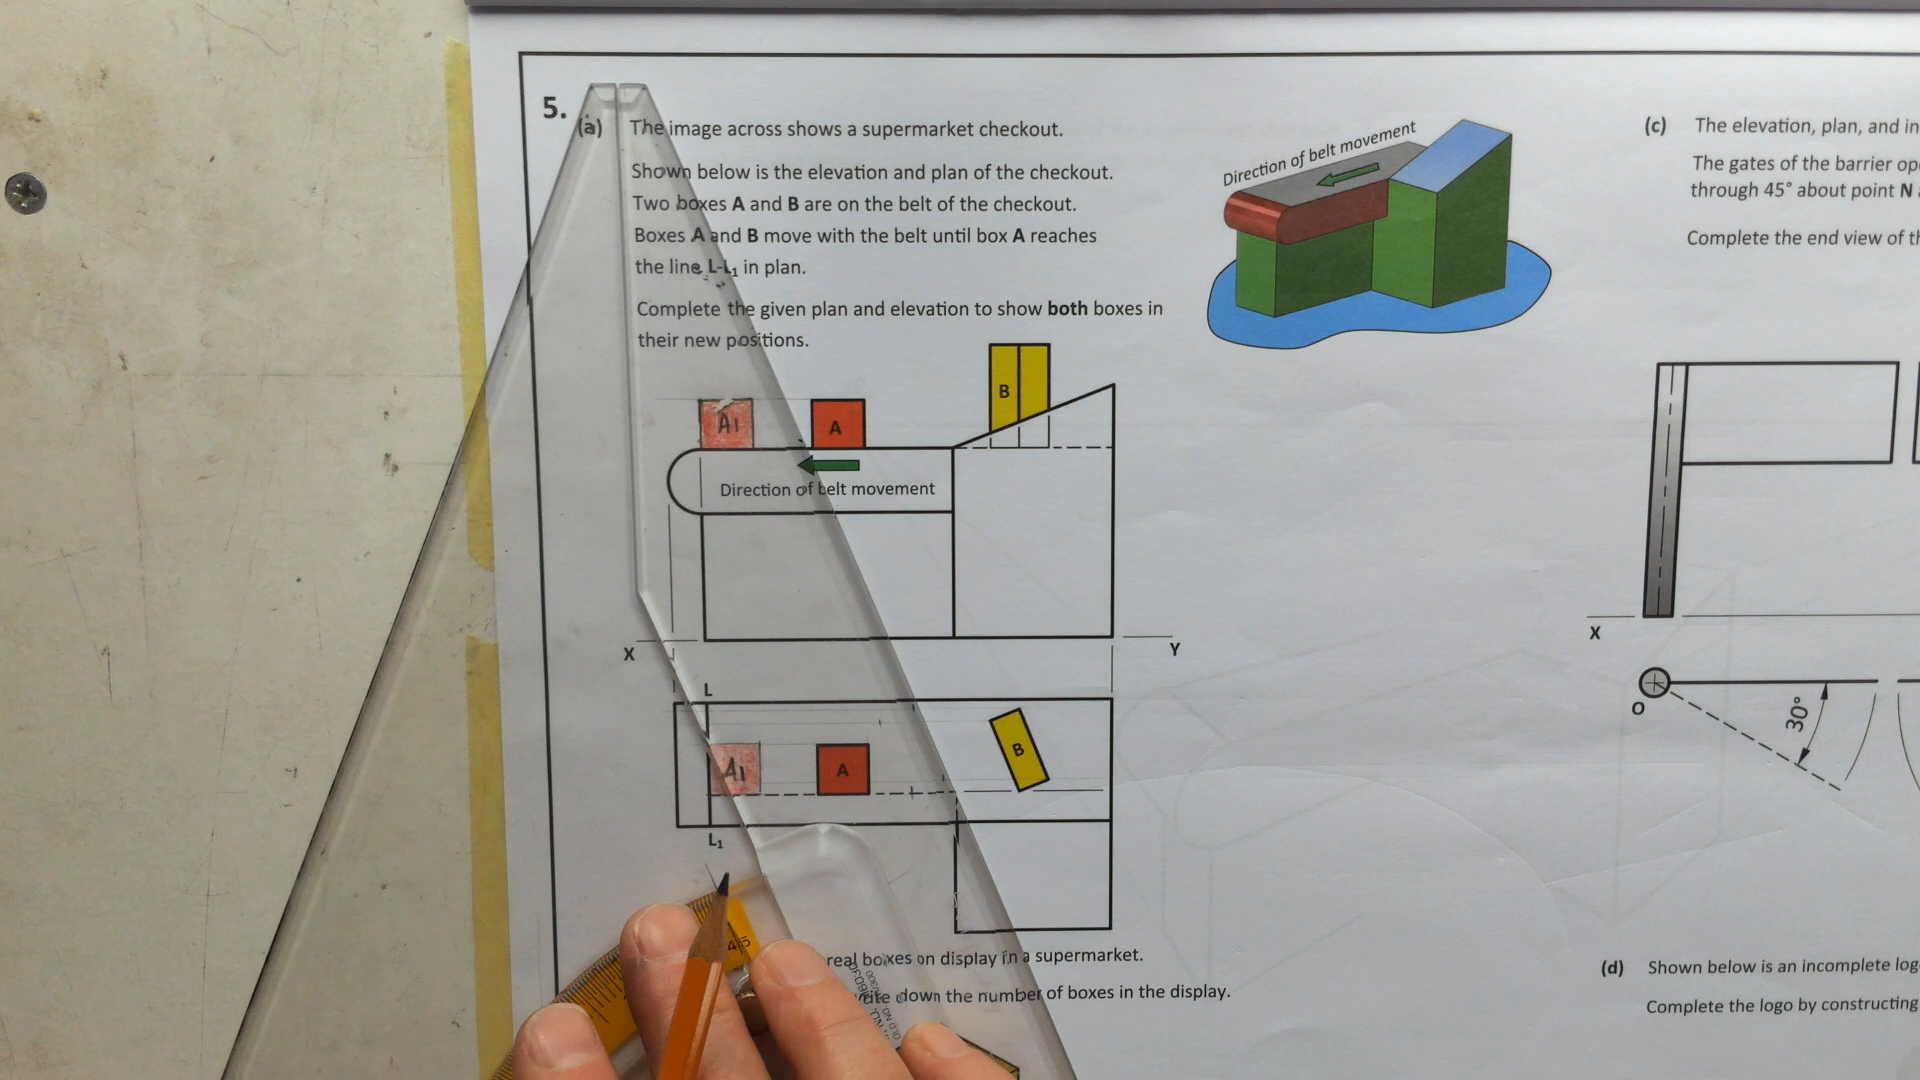 5.
(a) The image across shows a supermarket checkout.
Shown below is the elevation and plan of the checkout.
Two boxes A and B are on the belt of the checkout.
Boxes A and B move with the belt until box A reaches
the line L-L₁ in plan.
Complete the given plan and elevation to show both boxes in
their new positions.
Direction of belt movement
B
A1
A
Direction of belt movement
X
Y
L
A1
A
B
L₁
real boxes on display in a supermarket.
down the number of boxes in the display.
4 in
(c) The elevation, plan, and in
The gates of the barrier op
through 45° about point N
Complete the end view of th
X
O
30°
(d) Shown below is an incomplete log
Complete the logo by constructing